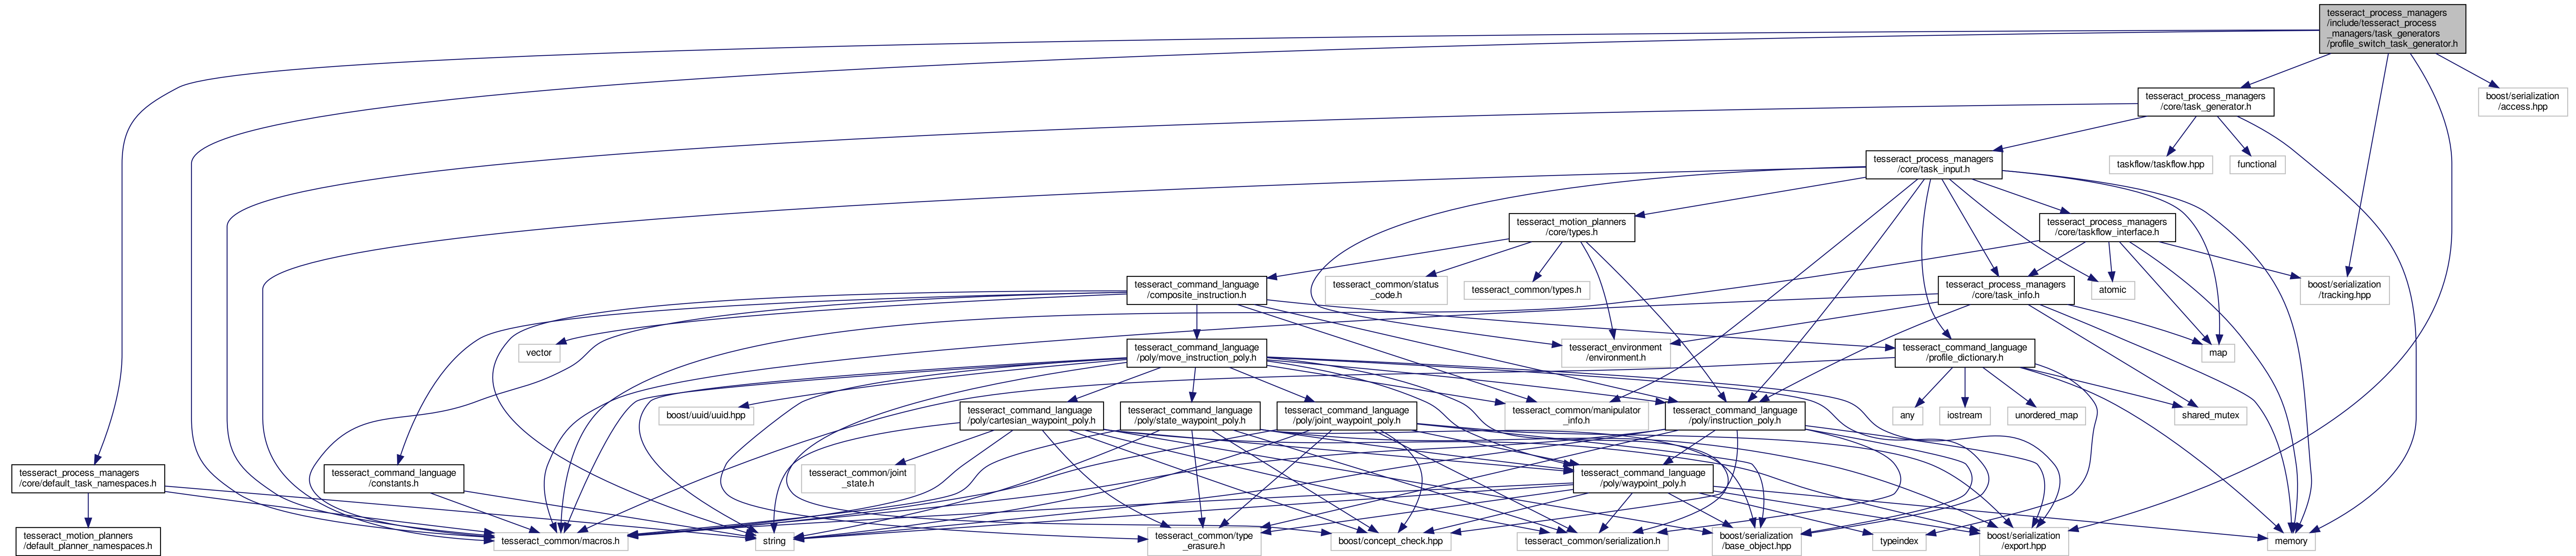 tesseract_process_managers
/include/tesseract_process
_managers/task_generators
/profile_switch_task_generator.h
tesseract_process_managers
/core/task_generator.h
boost/serialization
/access.hpp
tesseract_process_managers
/core/task_input.h
taskflow/taskflow.hpp
functional
tesseract_motion_planners
/core/types.h
tesseract_process_managers
/core/taskflow_interface.h
tesseract_command_language
/composite_instruction.h
tesseract_common/status
_code.h
tesseract_common/types.h
tesseract_process_managers
/core/task_info.h
atomic
boost/serialization
/tracking.hpp
vector
tesseract_command_language
/poly/move_instruction_poly.h
tesseract_environment
/environment.h
tesseract_command_language
/profile_dictionary.h
map
boost/uuid/uuid.hpp
tesseract_command_language
/poly/cartesian_waypoint_poly.h
tesseract_command_language
/poly/state_waypoint_poly.h
tesseract_command_language
/poly/joint_waypoint_poly.h
tesseract_common/manipulator
_info.h
tesseract_command_language
/poly/instruction_poly.h
any
iostream
unordered_map
shared_mutex
tesseract_process_managers
/core/default_task_namespaces.h
tesseract_command_language
/constants.h
tesseract_common/joint
_state.h
tesseract_command_language
/poly/waypoint_poly.h
tesseract_motion_planners
/default_planner_namespaces.h
tesseract_common/macros.h
string
tesseract_common/type
_erasure.h
boost/concept_check.hpp
tesseract_common/serialization.h
boost/serialization
/base_object.hpp
typeindex
boost/serialization
/export.hpp
memory